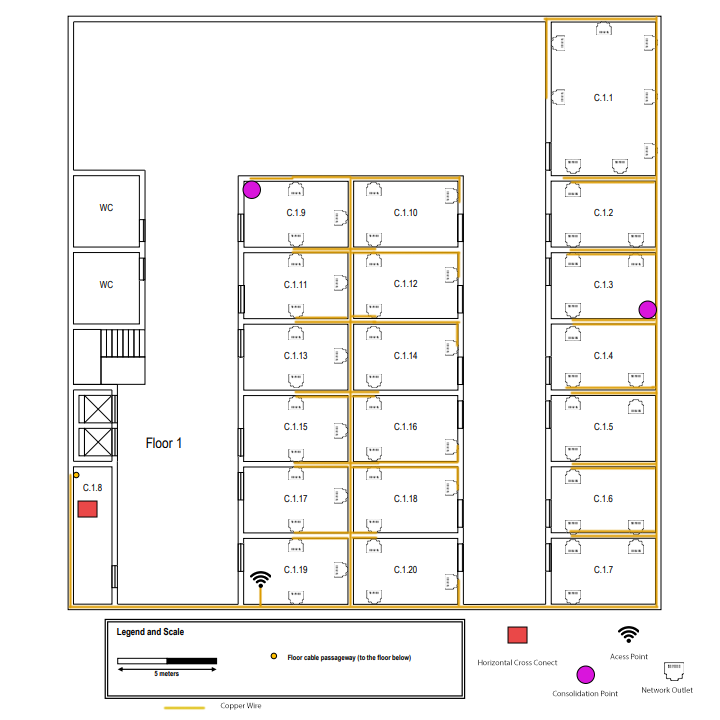 C.1.1
WC
C.1.9
C.1.10
C.1.2
WC
C.1.11
C.1.12
C.1.3
C.1.13
C.1.14
C.1.4
Floor 1
C.1.15
C.1.16
C.1.5
C.1.8
C.1.17
C.1.18
C.1.6
C.1.19
C.1.20
C.1.7
Legend and Scale
5 meters
Floor cable passageway (to the floor below)
Copper Wire
Horizontal Cross Conect
Acess Point
Consolidation Point
Network Outlet